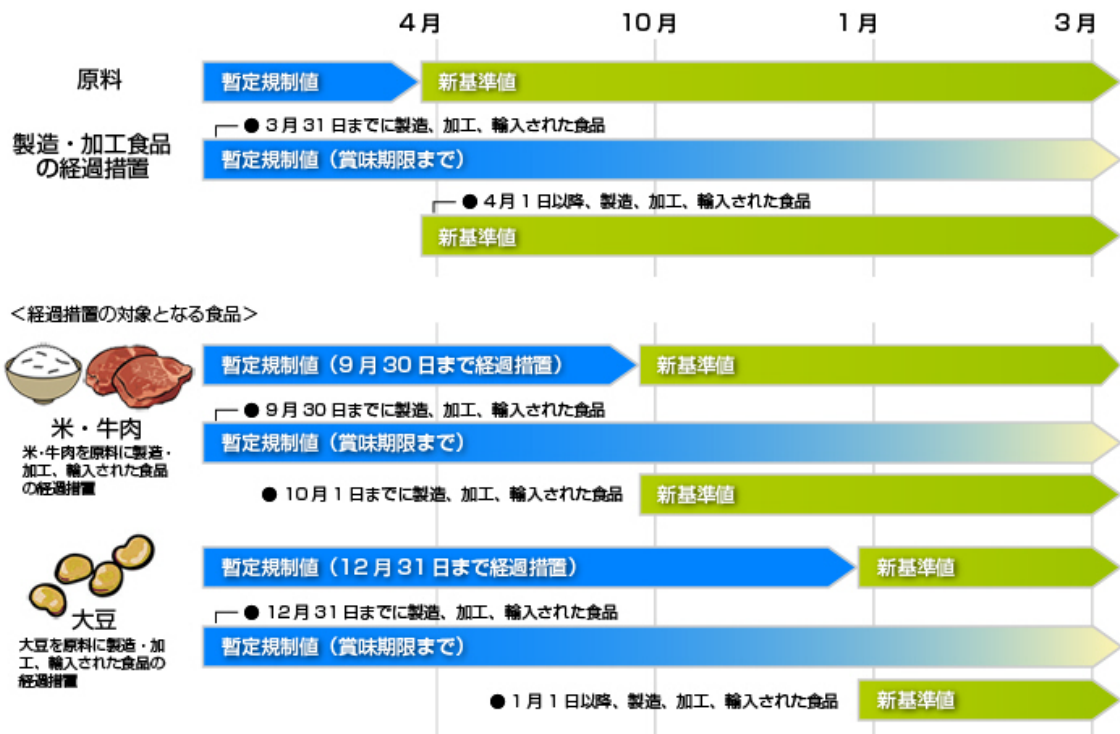 4月 10月 1月 3月
原料
暫定規制値 新基準値
● 3月31日までに製造、加工、輸入された食品
製造・加工食品
の経過措置
暫定規制値（賞味期限まで）
● 4月1日以降、製造、加工、輸入された食品
新基準値
＜経過措置の対象となる食品＞
暫定規制値（9月30日まで経過措置） 新基準値
● 9月30日までに製造、加工、輸入された食品
米・牛肉
米・牛肉を原料に製造・
加工、輸入された食品
の経過措置
暫定規制値（賞味期限まで）
● 10月1日までに製造、加工、輸入された食品 新基準値
暫定規制値（12月31日まで経過措置） 新基準値
● 12月31日までに製造、加工、輸入された食品
大豆
大豆を原料に製造・加
工、輸入された食品の
経過措置
暫定規制値（賞味期限まで）
● 1月1日以降、製造、加工、輸入された食品 新基準値